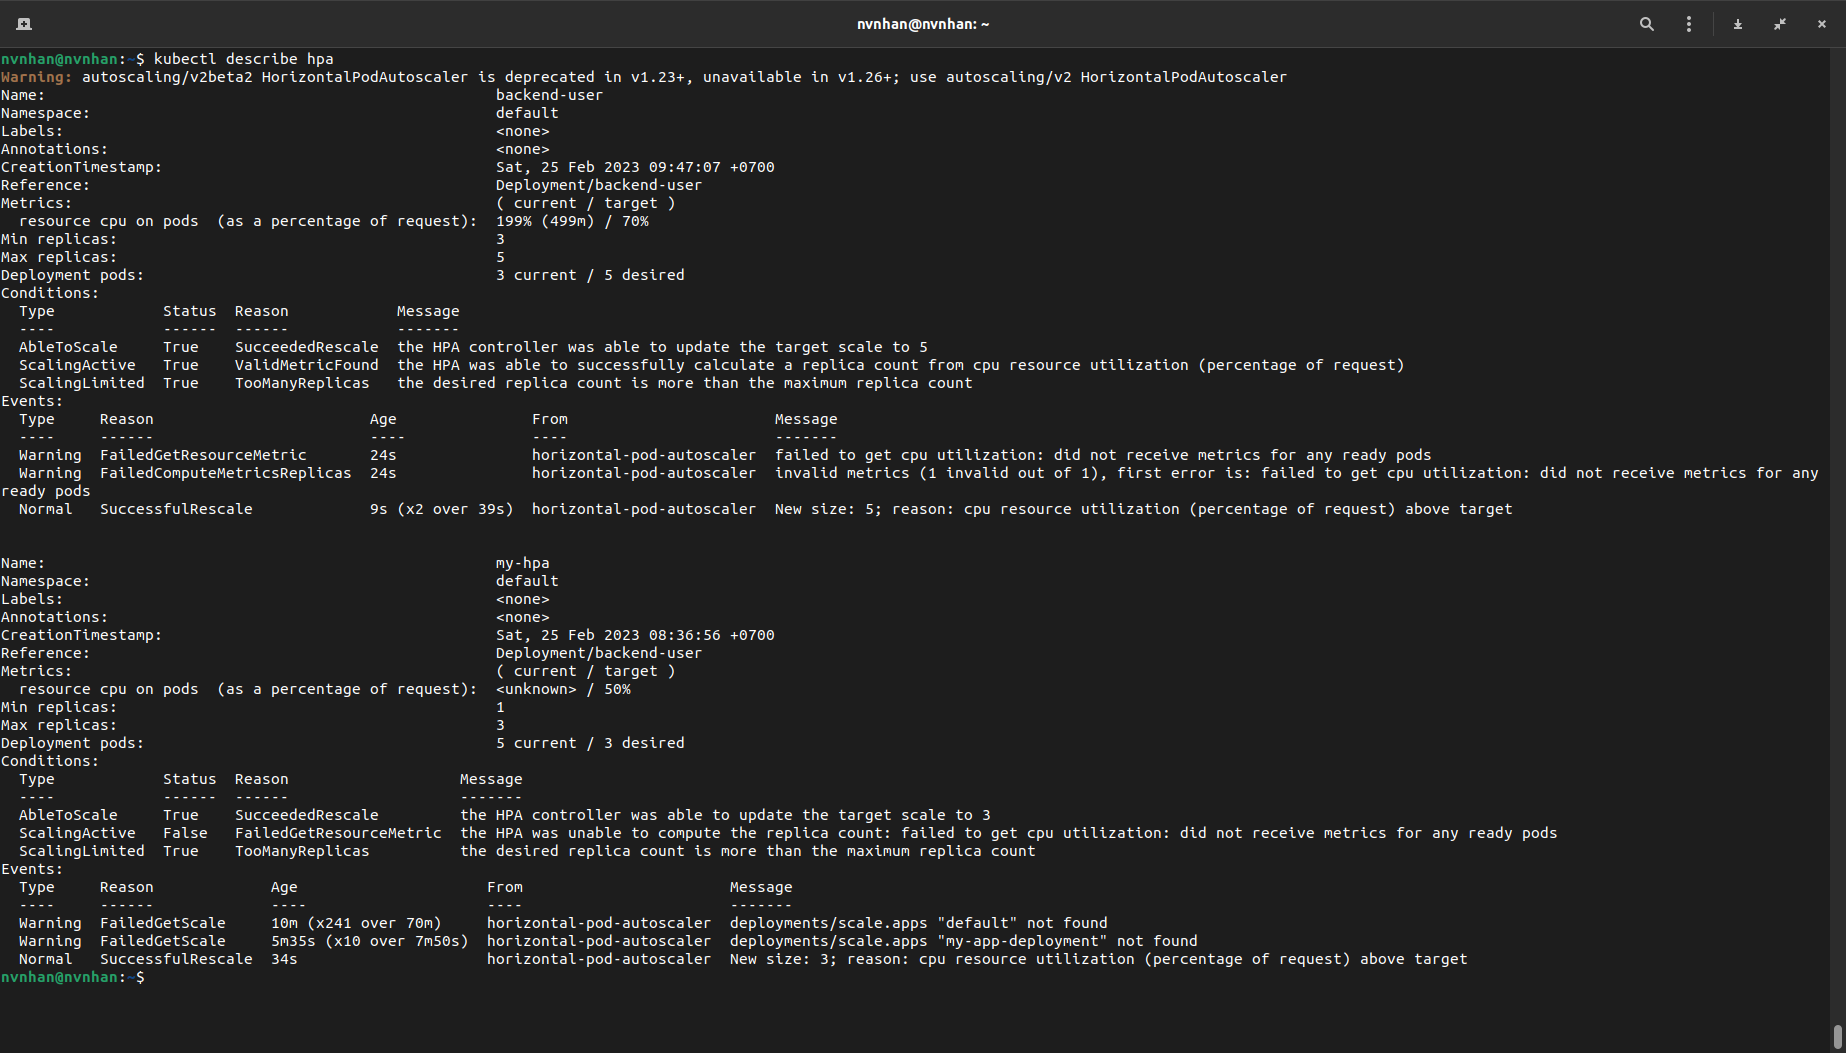 nvnhan@nvnhan: ~
nvnhan@nvnhan:~$ kubectl describe hpa
Warning: autoscaling/v2beta2 HorizontalPodAutoscaler is deprecated in v1.23+, unavailable in v1.26+; use autoscaling/v2 HorizontalPodAutoscaler
Name:                                                  backend-user
Namespace:                                             default
Labels:                                                <none>
Annotations:                                           <none>
CreationTimestamp:                                     Sat, 25 Feb 2023 09:47:07 +0700
Reference:                                             Deployment/backend-user
Metrics:                                               ( current / target )
  resource cpu on pods  (as a percentage of request):  199% (499m) / 70%
Min replicas:                                          3
Max replicas:                                          5
Deployment pods:                                       3 current / 5 desired
Conditions:
  Type            Status  Reason            Message
  ----            ------  ------            -------
  AbleToScale     True    SucceededRescale  the HPA controller was able to update the target scale to 5
  ScalingActive   True    ValidMetricFound  the HPA was able to successfully calculate a replica count from cpu resource utilization (percentage of request)
  ScalingLimited  True    TooManyReplicas   the desired replica count is more than the maximum replica count
Events:
  Type     Reason                        Age               From                       Message
  ----     ------                        ----              ----                       -------
  Warning  FailedGetResourceMetric       24s               horizontal-pod-autoscaler  failed to get cpu utilization: did not receive metrics for any ready pods
  Warning  FailedComputeMetricsReplicas  24s               horizontal-pod-autoscaler  invalid metrics (1 invalid out of 1), first error is: failed to get cpu utilization: did not receive metrics for any
ready pods
  Normal   SuccessfulRescale             9s (x2 over 39s)  horizontal-pod-autoscaler  New size: 5; reason: cpu resource utilization (percentage of request) above target
Name:                                                  my-hpa
Namespace:                                             default
Labels:                                                <none>
Annotations:                                           <none>
CreationTimestamp:                                     Sat, 25 Feb 2023 08:36:56 +0700
Reference:                                             Deployment/backend-user
Metrics:                                               ( current / target )
  resource cpu on pods  (as a percentage of request):  <unknown> / 50%
Min replicas:                                          1
Max replicas:                                          3
Deployment pods:                                       5 current / 3 desired
Conditions:
  Type            Status  Reason                   Message
  ----            ------  ------                   -------
  AbleToScale     True    SucceededRescale         the HPA controller was able to update the target scale to 3
  ScalingActive   False   FailedGetResourceMetric  the HPA was unable to compute the replica count: failed to get cpu utilization: did not receive metrics for any ready pods
  ScalingLimited  True    TooManyReplicas          the desired replica count is more than the maximum replica count
Events:
  Type     Reason             Age                     From                       Message
  ----     ------             ----                    ----                       -------
  Warning  FailedGetScale     10m (x241 over 70m)     horizontal-pod-autoscaler  deployments/scale.apps "default" not found
  Warning  FailedGetScale     5m35s (x10 over 7m50s)  horizontal-pod-autoscaler  deployments/scale.apps "my-app-deployment" not found
  Normal   SuccessfulRescale  34s                     horizontal-pod-autoscaler  New size: 3; reason: cpu resource utilization (percentage of request) above target
nvnhan@nvnhan:~$